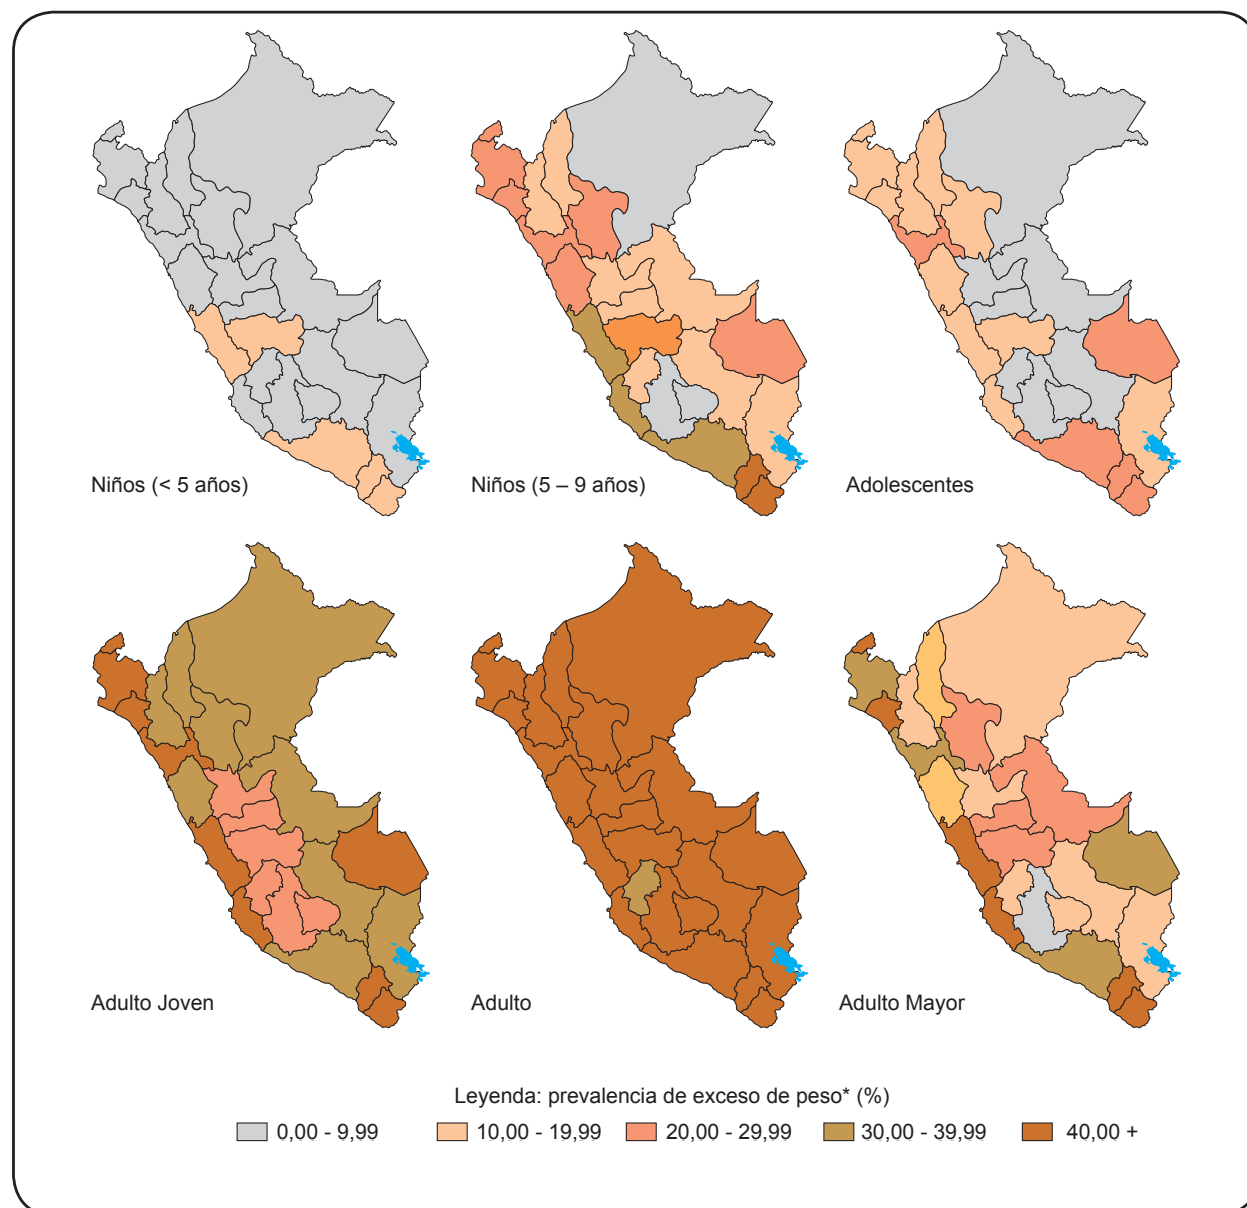 Niños (< 5 años)
Niños (5 – 9 años)
Adolescentes
Adulto Joven
Adulto
Adulto Mayor
Leyenda: prevalencia de exceso de peso* (%)
0,00 - 9,99
10,00 - 19,99
20,00 - 29,99
30,00 - 39,99
40,00 +